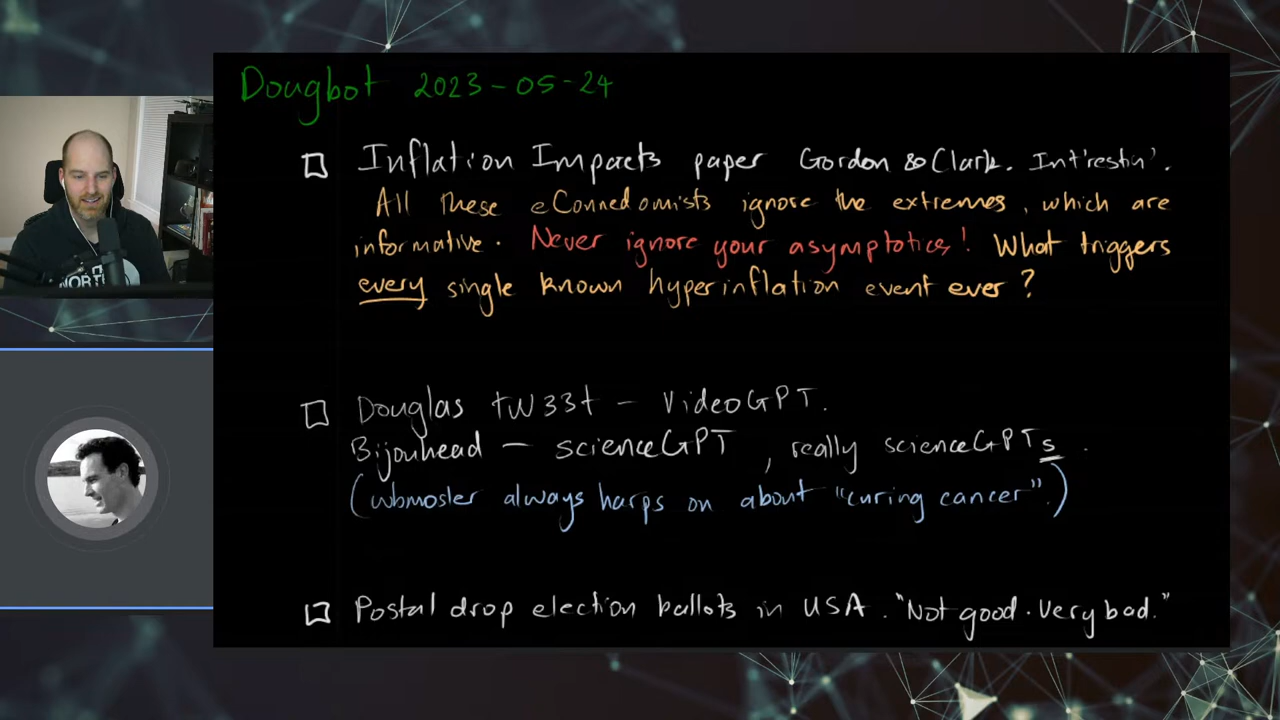 Dougbot 2023-05-24
Inflation Impacts paper Gordon & Clark. Int'restin'.
All these eConnedomists ignore the extremes, which are
informative. Never ignore your asymptotics! What triggers
every single known hyperinflation event ever?
Douglas tW33t - VideoGPT.
Bijouhead - scienceGPT, really scienceGPTs.
(wbmosler always harps on about "curing cancer".)
Postal drop election ballots in USA. "Not good. Very bad."
NORT